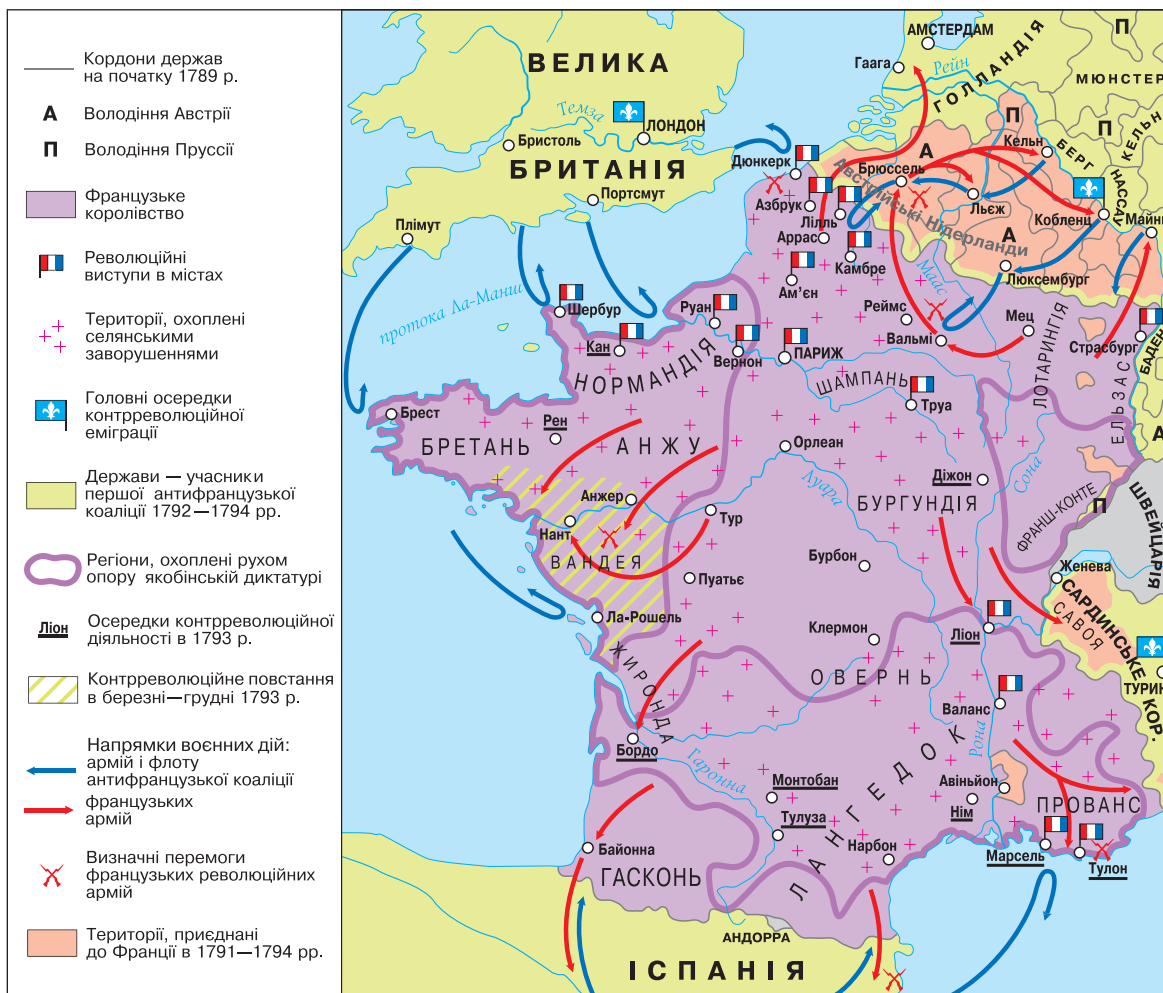 Кордони держав
на початку 1789 р.
А
Володіння Австрії
П
Володіння Пруссії
Французьке
королівство
Революційні
виступи в містах
Території, охоплені
селянськими
заворушеннями
Головні осередки
контрреволюційної
еміграції
Держави — учасники
першої антифранцузької
коаліції 1792—1794 рр.
Регіони, охоплені рухом
опору якобінській диктатурі
Ліон
Осередки контрреволюційної
діяльності в 1793 р.
Контрреволюційне повстання
в березні—грудні 1793 р.
Напрямки воєнних дій:
армій і флоту
антифранцузької коаліції
французьких
армій
Визначні перемоги
французьких революційних
армій
Території, приєднані
до Франції в 1791—1794 рр.
ВЕЛИКА
БРИТАНІЯ
Темза
ЛОНДОН
Бристоль
Портсмут
Плімут
протока Ла-Манш
АМСТЕРДАМ
Гаага
Рейн
ГОЛЛАНДІЯ
П
МЮНСТЕР
П
П
Кельн
БЕРГ
КЕЛЬН
НАССАУ
А
Брюссель
Австрійські Нідерланди
Льєж
Кобленц
Майнц
А
Люксембург
Дюнкерк
Азбрук
Лілль
Аррас
Камбре
Ам’єн
Маас
Реймс
Вальмі
Мец
ЛОТАРИНГІЯ
Страсбург
БАДЕН
ЕЛЬЗАС
А
Шербур
Кан
Руан
Вернон
НОРМАНДІЯ
ПАРИЖ
ШАМПАНЬ
Труа
Брест
БРЕТАНЬ
Рен
АНЖУ
Орлеан
Луара
Діжон
БУРГУНДІЯ
Сона
ФРАНШ-КОНТЕ
П
ШВЕЙЦАРІЯ
Анжер
Нант
Тур
ВАНДЕЯ
Пуатьє
Бурбон
Женева
САРДИНСЬКЕ
КОР.
САВОЯ
ТУРИН
Ла-Рошель
Клермон
Ліон
ЖИРОНДА
ОВЕРНЬ
Валанс
Рона
Бордо
Гаронна
Монтобан
Тулуза
ЛАНГЕДОК
Авіньйон
Нім
ПРОВАНС
Марсель
Тулон
Байонна
ГАСКОНЬ
Нарбон
АНДОРРА
ІСПАНІЯ